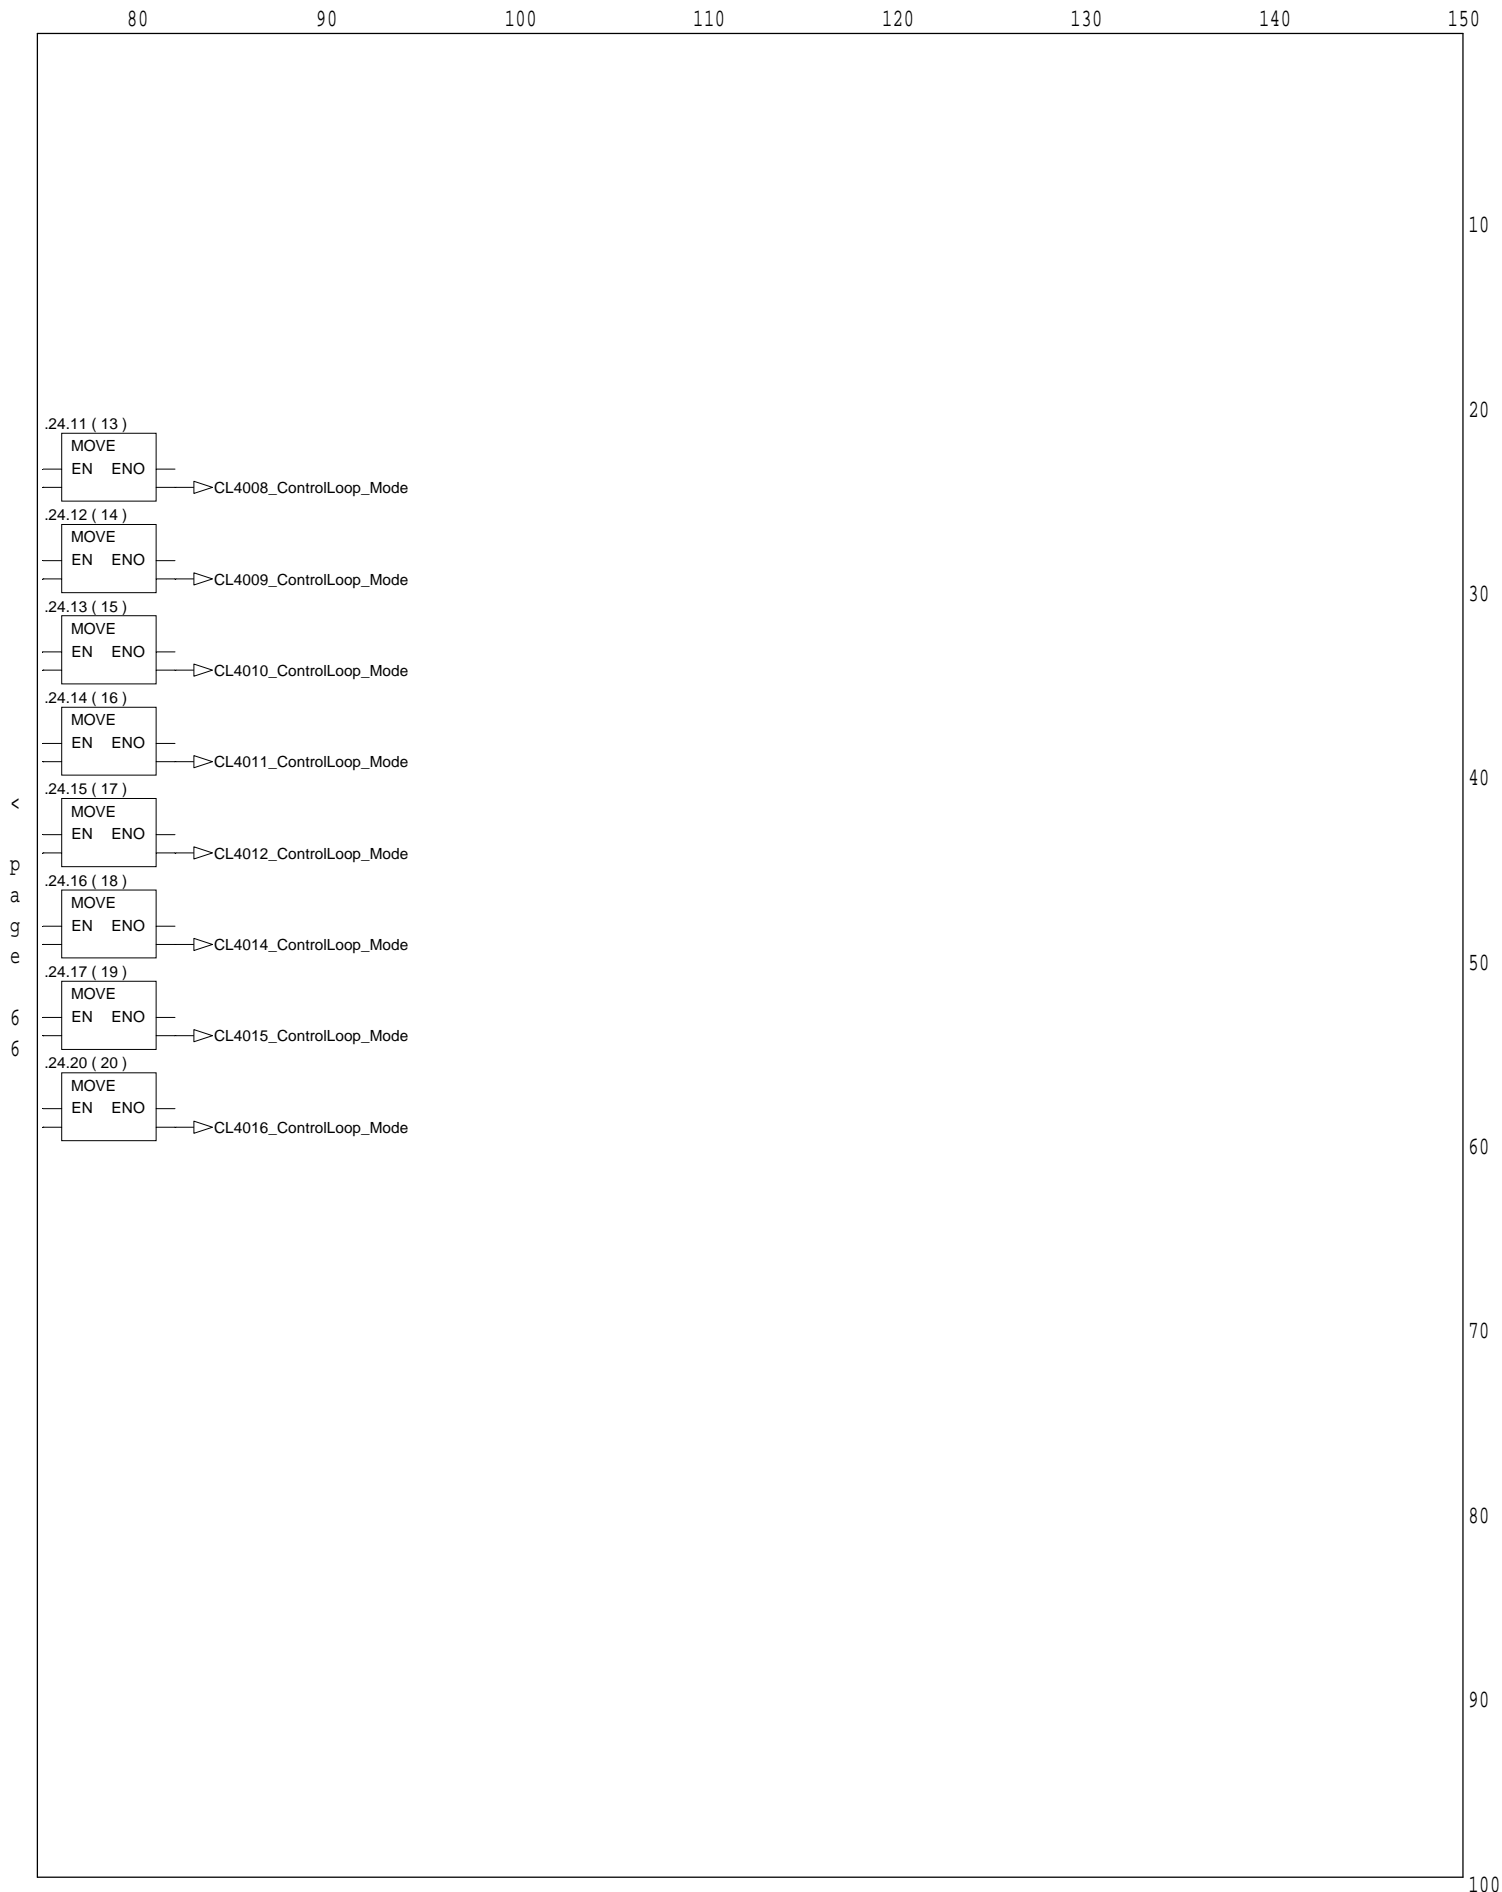 80 90 100 110 120 130 140 150
10
20
.24.11 ( 13 )
MOVE
EN ENO
CL4008_ControlLoop_Mode
.24.12 ( 14 )
MOVE
EN ENO
CL4009_ControlLoop_Mode
30
.24.13 ( 15 )
MOVE
EN ENO
CL4010_ControlLoop_Mode
.24.14 ( 16 )
MOVE
EN ENO
CL4011_ControlLoop_Mode
40
.24.15 ( 17 )
MOVE
EN ENO
CL4012_ControlLoop_Mode
.24.16 ( 18 )
MOVE
EN ENO
CL4014_ControlLoop_Mode
50
.24.17 ( 19 )
MOVE
EN ENO
CL4015_ControlLoop_Mode
.24.20 ( 20 )
MOVE
EN ENO
CL4016_ControlLoop_Mode
60
70
80
90
100
< page 66